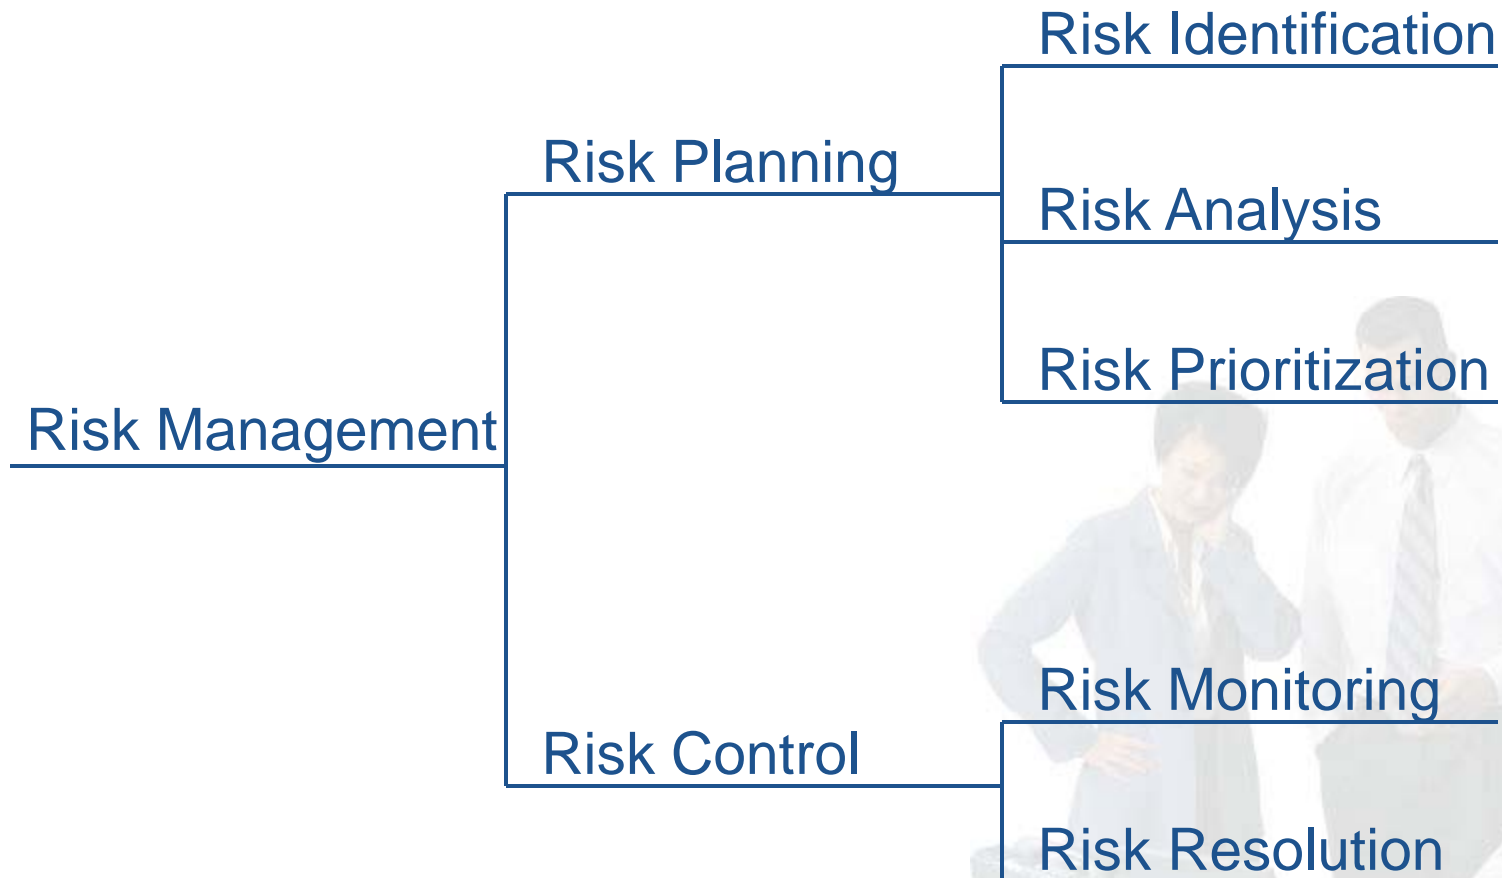 Risk Identification
Risk Planning
Risk Analysis
Risk Prioritization
Risk Management
Risk Monitoring
Risk Control
Risk Resolution